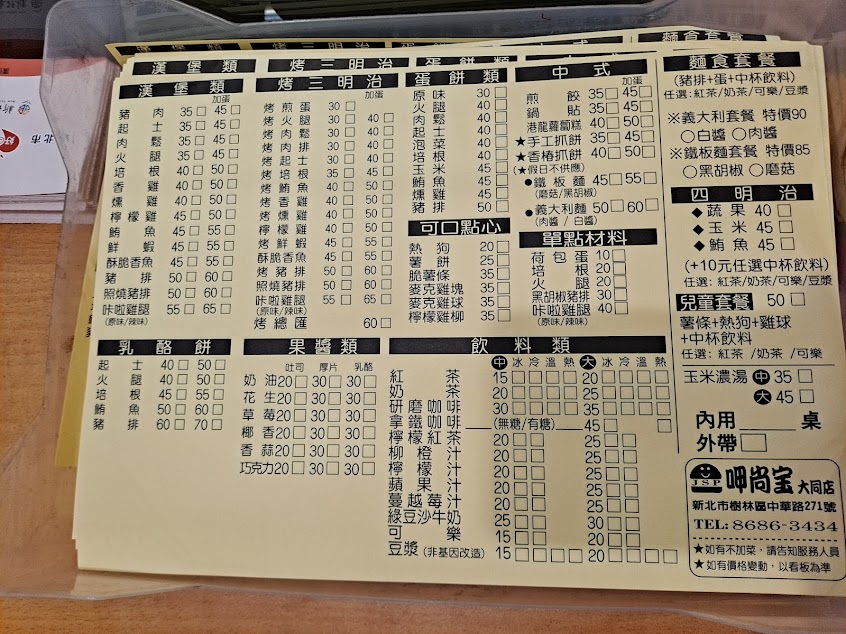 漢堡類
加蛋
豬肉 35□ 45□
起士 35□ 45□
肉鬆 35□ 45□
火腿 35□ 45□
培根 40□ 50□
香雞 40□ 50□
燻雞 40□ 50□
檸檬雞 45□ 55□
鮪魚 45□ 55□
鮮蝦 45□ 55□
酥脆香魚 45□ 55□
豬排 50□ 60□
照燒豬排 50□ 60□
咔啦雞腿 55□ 65□
(原味/辣味)
烤三明治
加蛋
烤煎蛋 30□
烤火腿 30□ 40□
烤肉鬆 30□ 40□
烤肉排 30□ 40□
烤起士 30□ 40□
烤培根 35□ 45□
烤鮪魚 40□ 50□
烤香雞 40□ 50□
烤燻雞 40□ 50□
烤檸檬雞 40□ 50□
烤鮮蝦 45□ 55□
酥脆香魚 45□ 55□
烤豬排 50□ 60□
照燒豬排 50□ 60□
咔啦雞腿 55□ 65□
(原味/辣味)
烤總匯 60□
蛋餅類
原味 30□
火腿 40□
肉鬆 40□
起士 40□
泡菜 40□
培根 40□
玉米 45□
鮪魚 45□
燻雞 45□
豬排 50□
可口點心
熱狗 20□
薯餅 25□
脆薯條 35□
麥克雞塊 35□
麥克雞球 35□
檸檬雞柳 35□
中式
加蛋
煎餃 35□ 45□
鍋貼 35□ 45□
港龍蘿蔔糕 40□ 50□
★手工抓餅 35□ 45□
★香椿抓餅 40□ 50□
(★假日不供應)
●鐵板麵 45□ 55□
(蘑菇/黑胡椒)
●義大利麵 50□ 60□
(肉醬 / 白醬)
單點材料
荷包蛋 10□
培根 20□
火腿 20□
黑胡椒豬排 30□
咔啦雞腿 40□
(原味/辣味)
麵食套餐
(豬排+蛋+中杯飲料)
任選:紅茶/奶茶/可樂/豆漿
※義大利套餐 特價90
○白醬 ○肉醬
※鐵板麵套餐 特價85
○黑胡椒 ○蘑菇
四明治
◆蔬果 40□
◆玉米 45□
◆鮪魚 45□
(+10元任選中杯飲料)
任選:紅茶/奶茶/可樂/豆漿
兒童套餐 50□
薯條+熱狗+雞球
+中杯飲料
任選:紅茶/奶茶/可樂
玉米濃湯 中 35□
大 45□
內用_____桌
外帶□
乳酪餅
起士 40□ 50□
火腿 40□ 50□
培根 45□ 55□
鮪魚 50□ 60□
豬排 60□ 70□
果醬類
吐司 厚片 乳酪
奶油 20□ 30□ 30□
花生 20□ 30□ 30□
草莓 20□ 30□ 30□
椰香 20□ 30□ 30□
香蒜 20□ 30□ 30□
巧克力 20□ 30□ 30□
飲料類
中 冰 冷 溫 熱 大 冰 冷 溫 熱
紅茶 15□□□□ 20□□□□
奶茶 15□□□□ 20□□□□
研磨咖啡 30□□□□ 35□□□□
拿鐵咖啡____(無糖/有糖)____45□ □
檸檬紅茶 20□□ 25□□
柳橙汁 20□□ 25□□
檸檬汁 20□□ 25□□
蘋果汁 20□□ 25□□
蔓越莓汁 20□□ 25□□
綠豆沙牛奶 25□□ 30□□
可樂 15□□ 20□□
豆漿(非基因改造) 15□□□□ 20□□□□
JSP 呷尚宝 大同店
新北市樹林區中華路271號
TEL:8686-3434
★如有不加菜,請告知服務人員
★如有價格變動,以看板為準